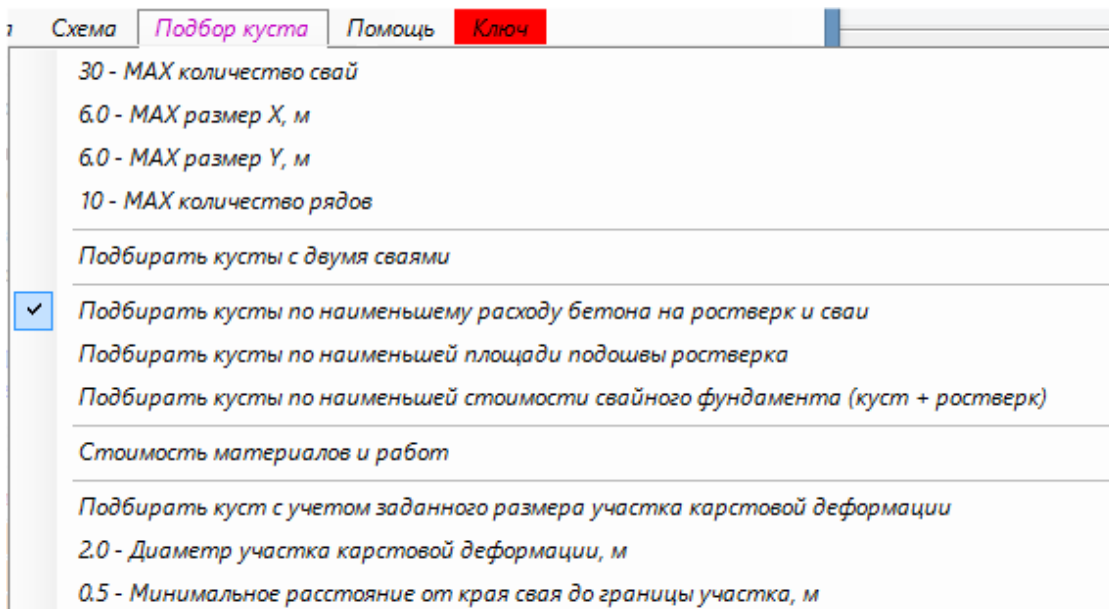 Схема Подбор куста Помощь Ключ
30 - MAX количество свай
6.0 - MAX размер X, м
6.0 - MAX размер Y, м
10 - MAX количество рядов
Подбирать кусты с двумя сваями
Подбирать кусты по наименьшему расходу бетона на ростверк и сваи
Подбирать кусты по наименьшей площади подошвы ростверка
Подбирать кусты по наименьшей стоимости свайного фундамента (куст + ростверк)
Стоимость материалов и работ
Подбирать куст с учетом заданного размера участка карстовой деформации
2.0 - Диаметр участка карстовой деформации, м
0.5 - Минимальное расстояние от края свая до границы участка, м